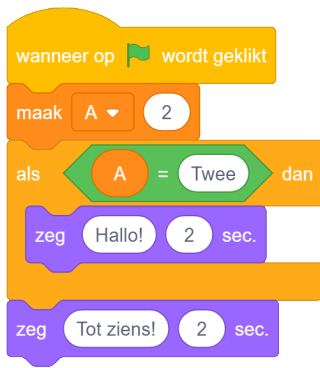 wanneer op wordt geklikt
maak A 2
als A = Twee dan
zeg Hallo! 2 sec.
zeg Tot ziens! 2 sec.